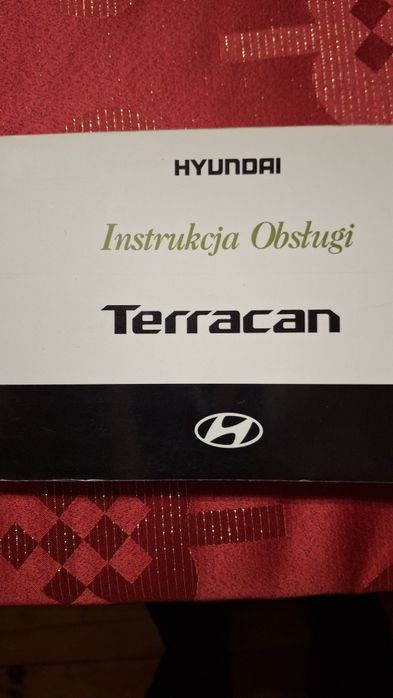 HYUNDAI
Instrukcja Obsługi
Terracan